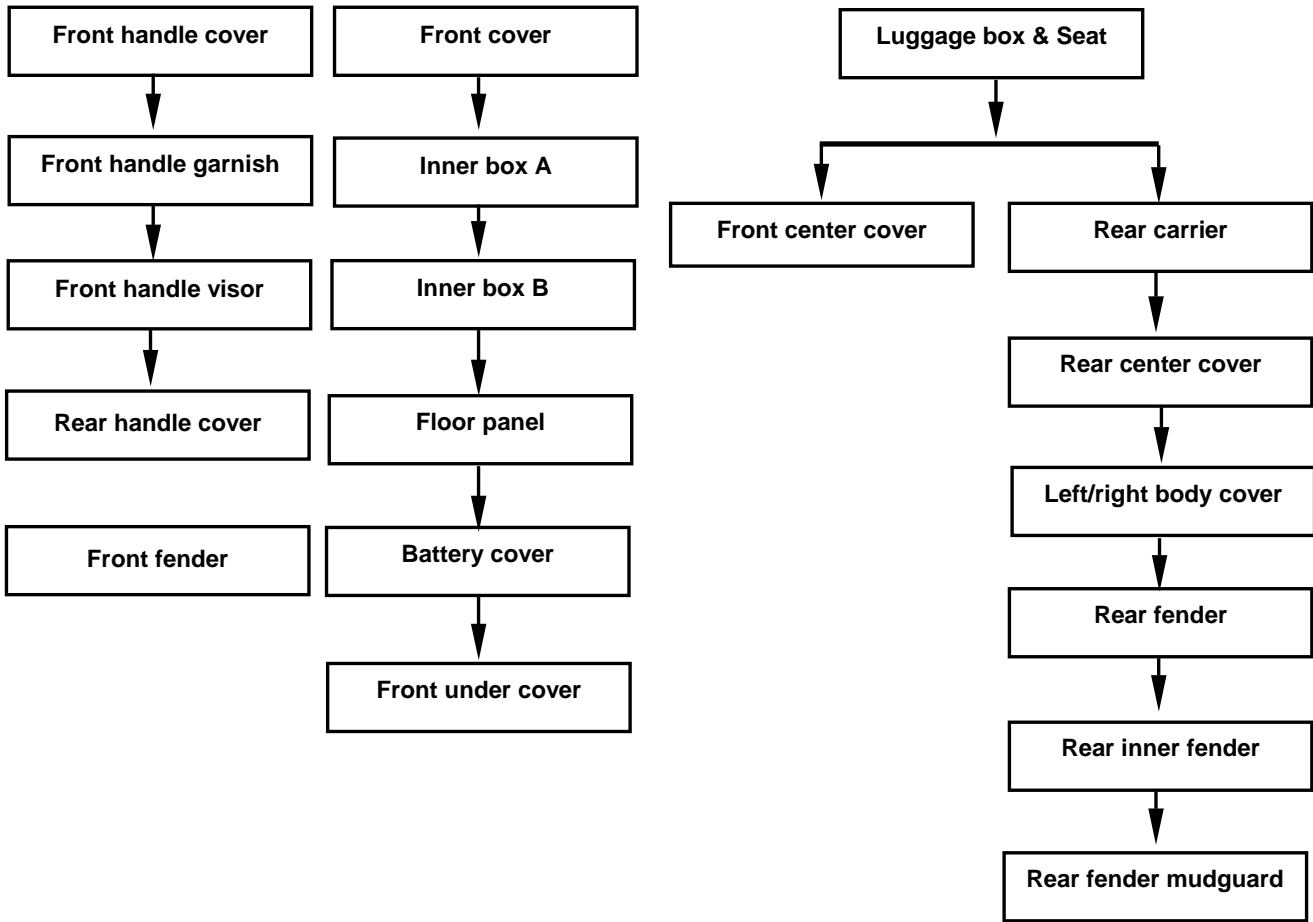 Front handle cover
Front handle garnish
Front handle visor
Rear handle cover
Front fender
Front cover
Inner box A
Inner box B
Floor panel
Battery cover
Front under cover
Luggage box & Seat
Front center cover
Rear carrier
Rear center cover
Left/right body cover
Rear fender
Rear inner fender
Rear fender mudguard